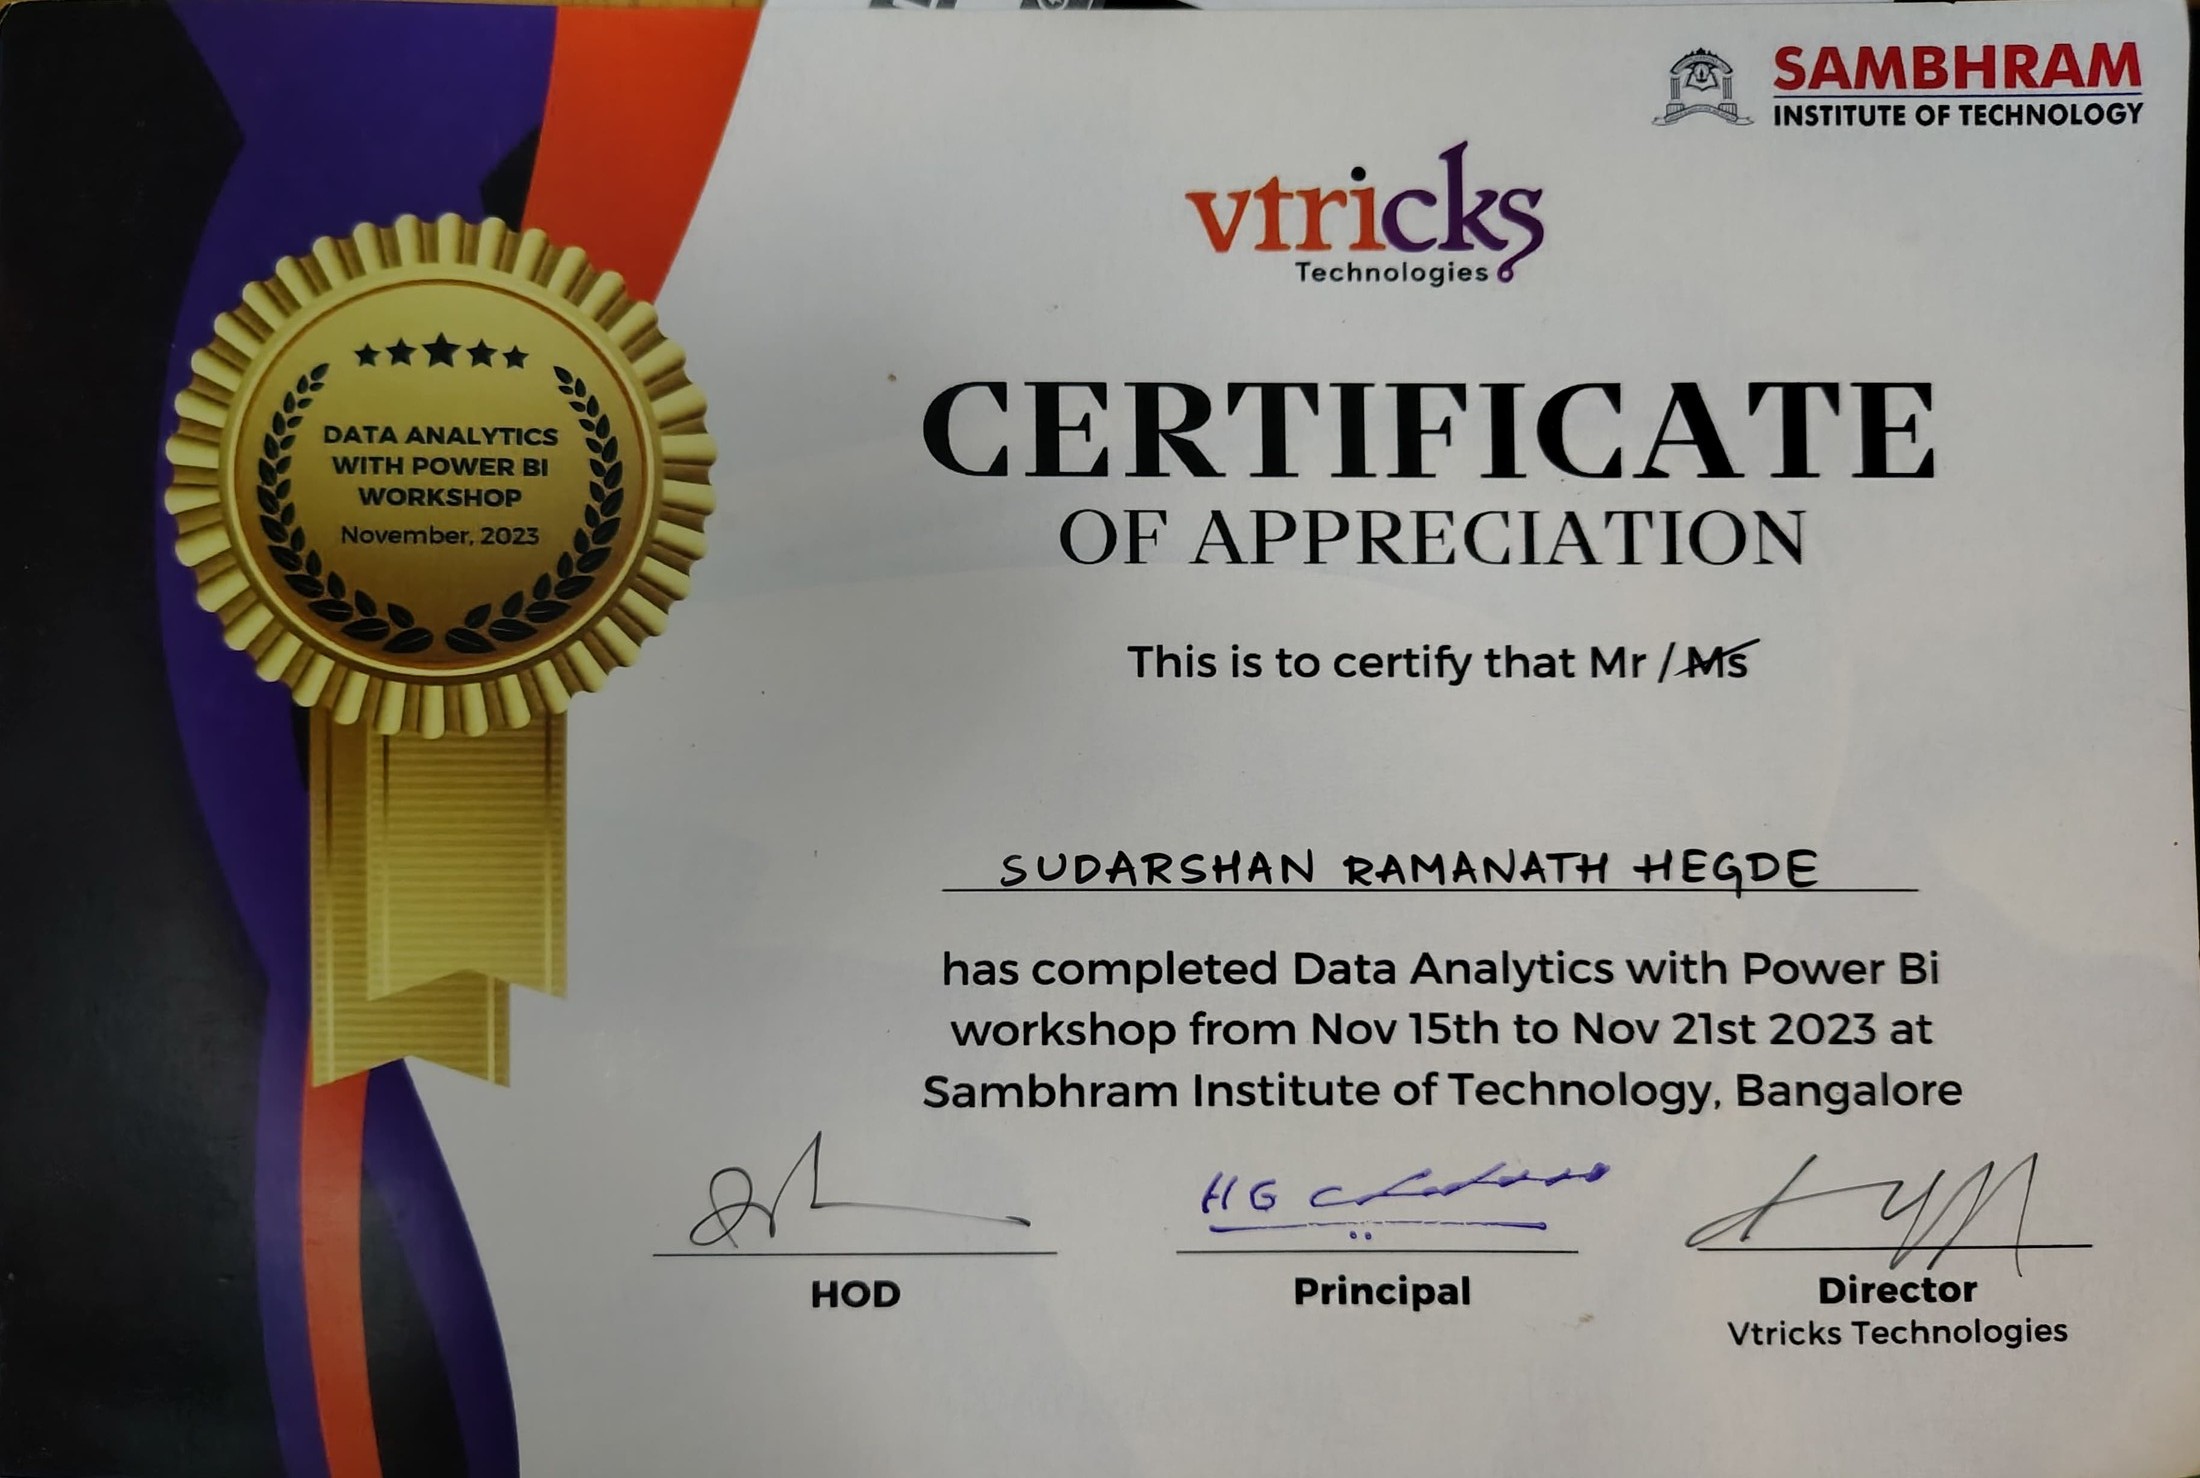 SAMBHRAM
INSTITUTE OF TECHNOLOGY
vtricks
Technologies
DATA ANALYTICS
WITH POWER BI
WORKSHOP
November, 2023
CERTIFICATE
OF APPRECIATION
This is to certify that Mr / Ms
SUDARSHAN RAMANATH HEGDE
has completed Data Analytics with Power Bi
workshop from Nov 15th to Nov 21st 2023 at
Sambhram Institute of Technology, Bangalore
HG
HOD
Principal
Director
Vtricks Technologies